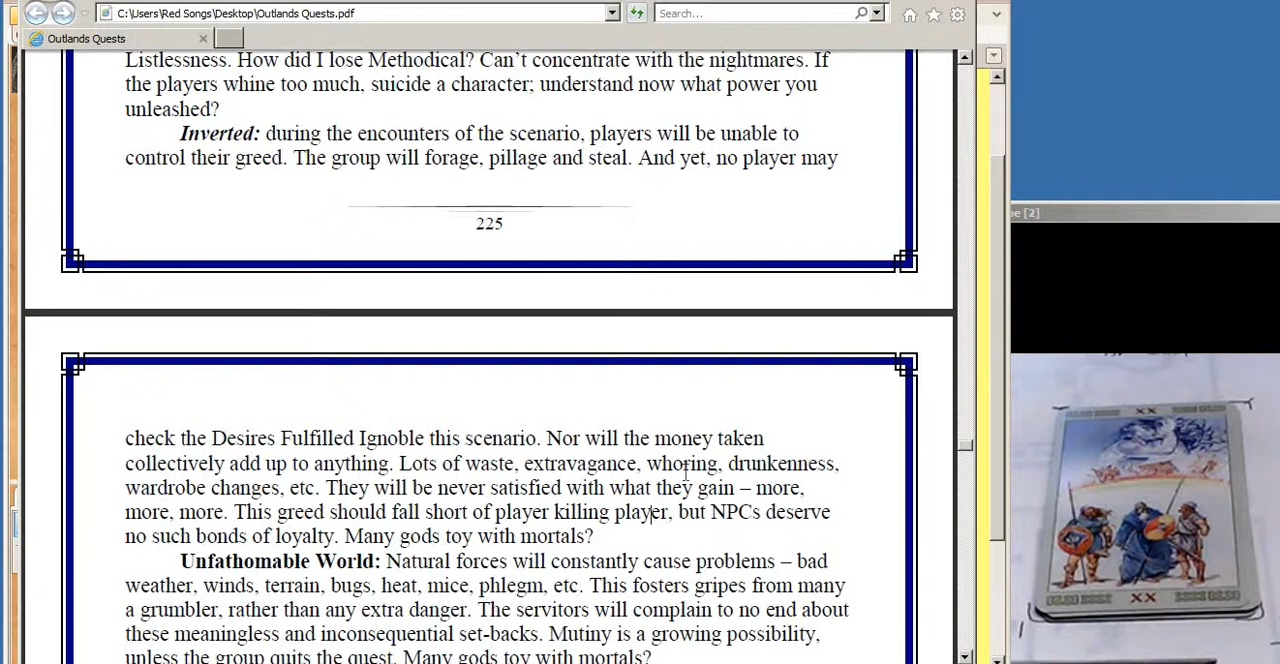 C:\Users\Red Songs\Desktop\Outlands Quests.pdf
Search...
Outlands Quests
Listlessness. How did I lose Methodical? Can’t concentrate with the nightmares. If
the players whine too much, suicide a character; understand now what power you
unleashed?
Inverted: during the encounters of the scenario, players will be unable to
control their greed. The group will forage, pillage and steal. And yet, no player may
225
check the Desires Fulfilled Ignoble this scenario. Nor will the money taken
collectively add up to anything. Lots of waste, extravagance, whoring, drunkenness,
wardrobe changes, etc. They will be never satisfied with what they gain – more,
more, more. This greed should fall short of player killing player, but NPCs deserve
no such bonds of loyalty. Many gods toy with mortals?
Unfathomable World: Natural forces will constantly cause problems – bad
weather, winds, terrain, bugs, heat, mice, phlegm, etc. This fosters gripes from many
a grumbler, rather than any extra danger. The servitors will complain to no end about
these meaningless and inconsequential set-backs. Mutiny is a growing possibility,
unless the group quits the quest. Many gods toy with mortals?
pe [2]
XX
XX